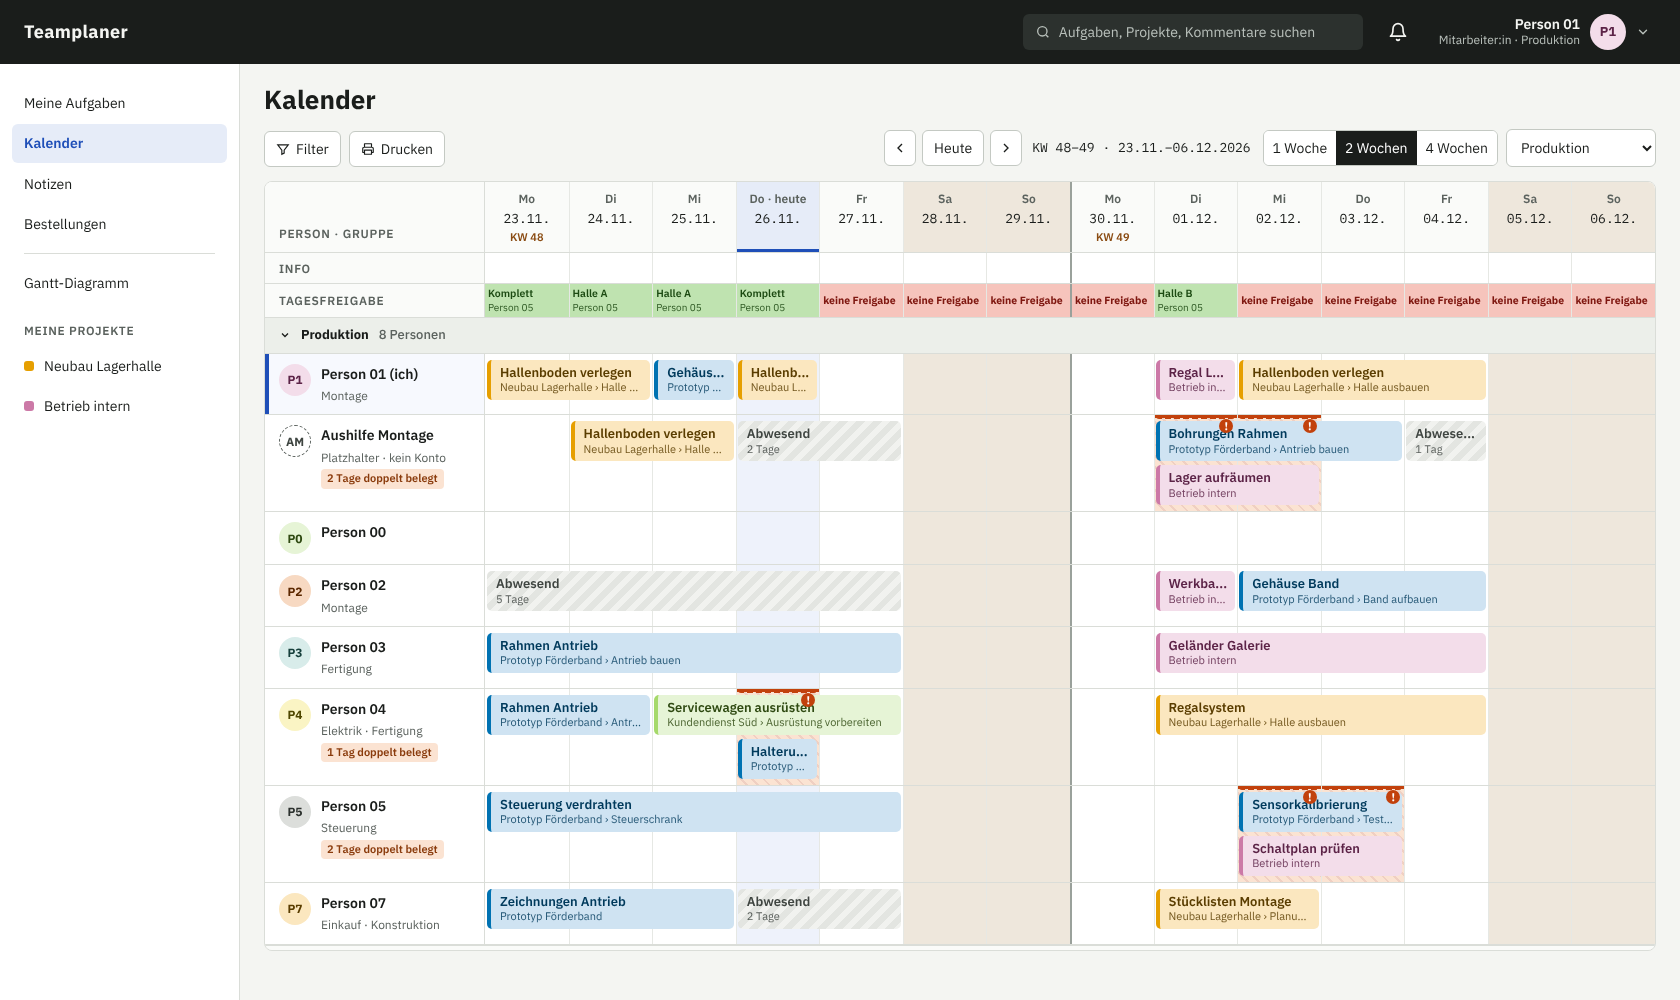 Teamplaner
Aufgaben, Projekte, Kommentare suchen
Person 01
Mitarbeiter:in · Produktion
P1
Meine Aufgaben
Kalender
Notizen
Bestellungen
Gantt-Diagramm
MEINE PROJEKTE
Neubau Lagerhalle
Betrieb intern
Kalender
Filter
Drucken
Heute
KW 48–49 · 23.11.–06.12.2026
1 Woche
2 Wochen
4 Wochen
Produktion
PERSON · GRUPPE
Mo
23.11.
KW 48
Di
24.11.
Mi
25.11.
Do · heute
26.11.
Fr
27.11.
Sa
28.11.
So
29.11.
Mo
30.11.
KW 49
Di
01.12.
Mi
02.12.
Do
03.12.
Fr
04.12.
Sa
05.12.
So
06.12.
INFO
TAGESFREIGABE
Komplett
Person 05
Halle A
Person 05
Halle A
Person 05
Komplett
Person 05
keine Freigabe
keine Freigabe
keine Freigabe
keine Freigabe
Halle B
Person 05
keine Freigabe
keine Freigabe
keine Freigabe
keine Freigabe
keine Freigabe
Produktion 8 Personen
P1
Person 01 (ich)
Montage
Hallenboden verlegen
Neubau Lagerhalle › Halle ...
Gehäus...
Prototyp ...
Hallenb...
Neubau L...
Regal L...
Betrieb in...
Hallenboden verlegen
Neubau Lagerhalle › Halle ausbauen
AM
Aushilfe Montage
Platzhalter · kein Konto
2 Tage doppelt belegt
Hallenboden verlegen
Neubau Lagerhalle › Halle ...
Abwesend
2 Tage
Bohrungen Rahmen
Prototyp Förderband › Antrieb bauen
Abwese...
1 Tag
Lager aufräumen
Betrieb intern
P0
Person 00
P2
Person 02
Montage
Abwesend
5 Tage
Werkba...
Betrieb in...
Gehäuse Band
Prototyp Förderband › Band aufbauen
P3
Person 03
Fertigung
Rahmen Antrieb
Prototyp Förderband › Antrieb bauen
Geländer Galerie
Betrieb intern
P4
Person 04
Elektrik · Fertigung
1 Tag doppelt belegt
Rahmen Antrieb
Prototyp Förderband › Antr...
Servicewagen ausrüsten
Kundendienst Süd › Ausrüstung vorbereiten
Halteru...
Prototyp ...
Regalsystem
Neubau Lagerhalle › Halle ausbauen
P5
Person 05
Steuerung
2 Tage doppelt belegt
Steuerung verdrahten
Prototyp Förderband › Steuerschrank
Sensorkalibrierung
Prototyp Förderband › Test...
Schaltplan prüfen
Betrieb intern
P7
Person 07
Einkauf · Konstruktion
Zeichnungen Antrieb
Prototyp Förderband
Abwesend
2 Tage
Stücklisten Montage
Neubau Lagerhalle › Planu...